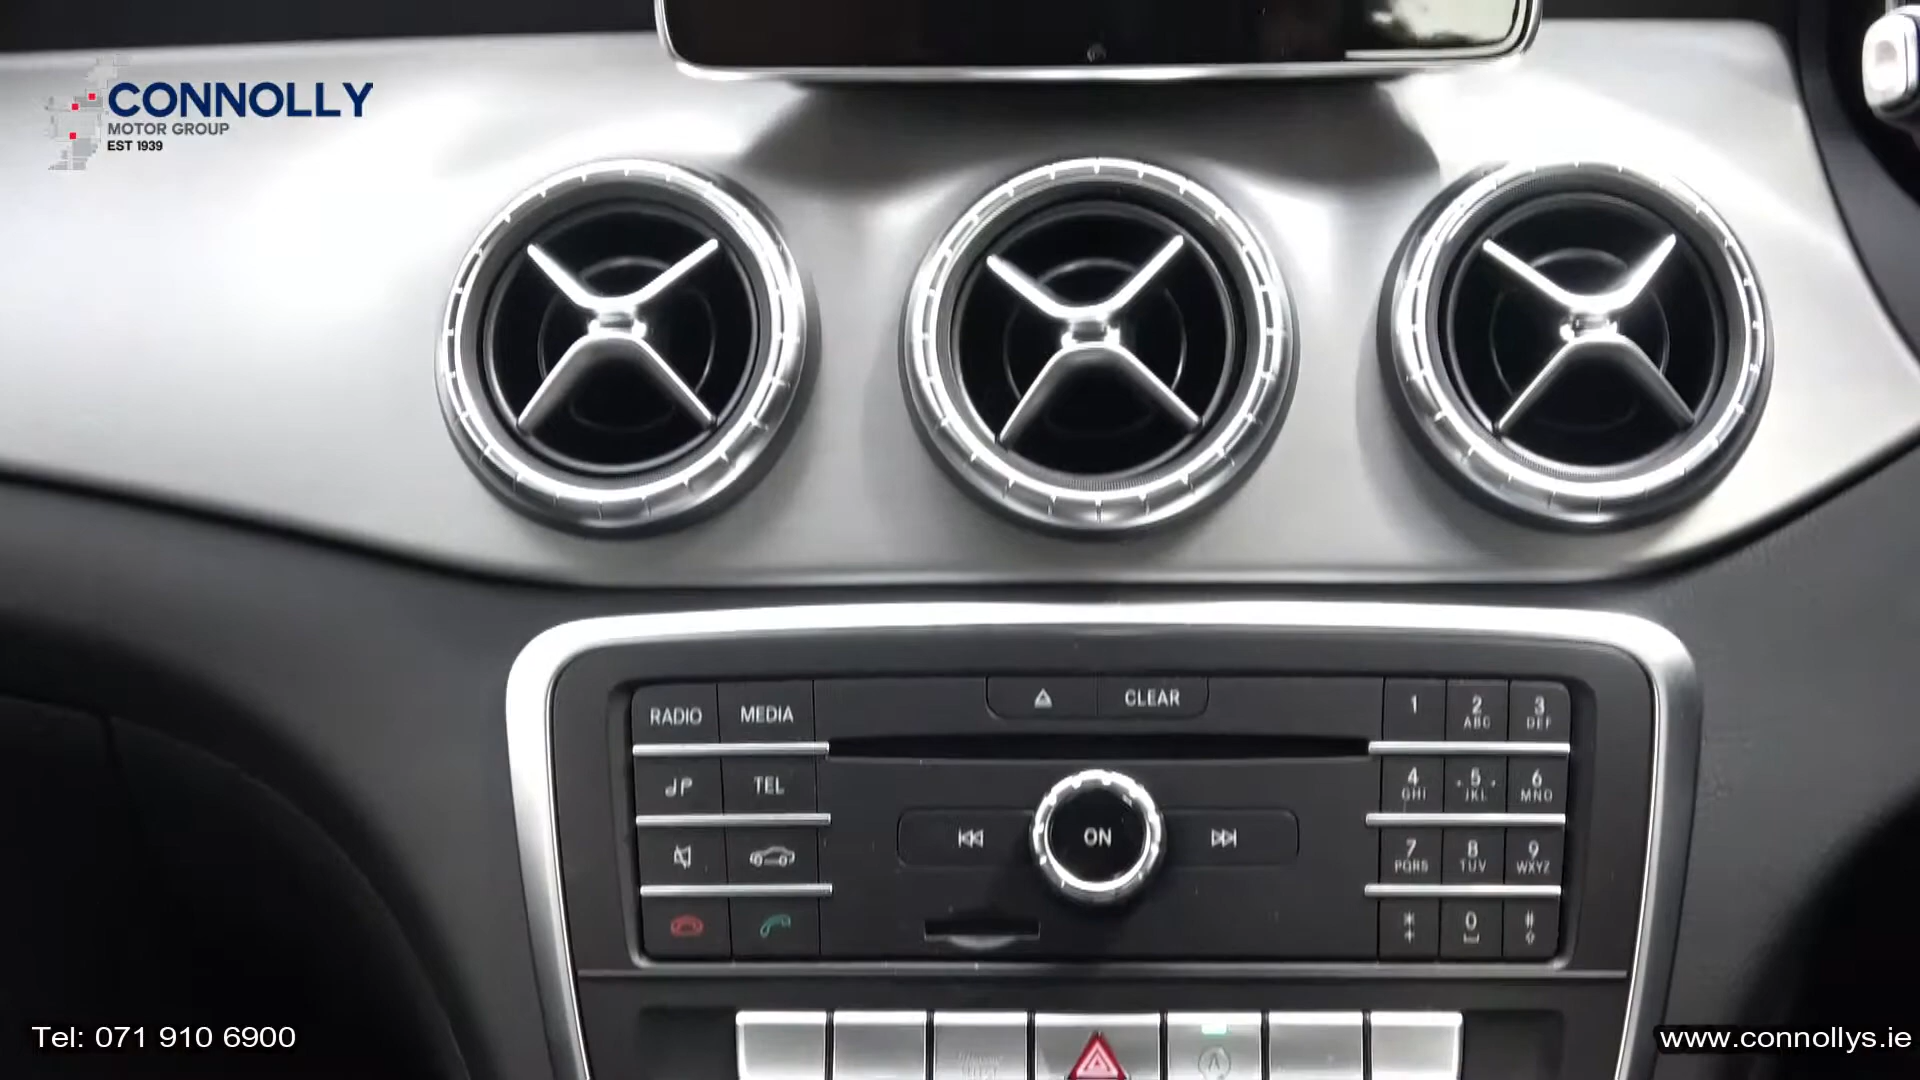 CONNOLLY
MOTOR GROUP
EST 1939
RADIO MEDIA
CLEAR
1 2 ABC 3 DEF
TEL
4 GHI 5 JKL 6 MNO
ON
7 PQRS 8 TUV 9 WXYZ
* 0 #
+
A
Tel: 071 910 6900
www.connollys.ie